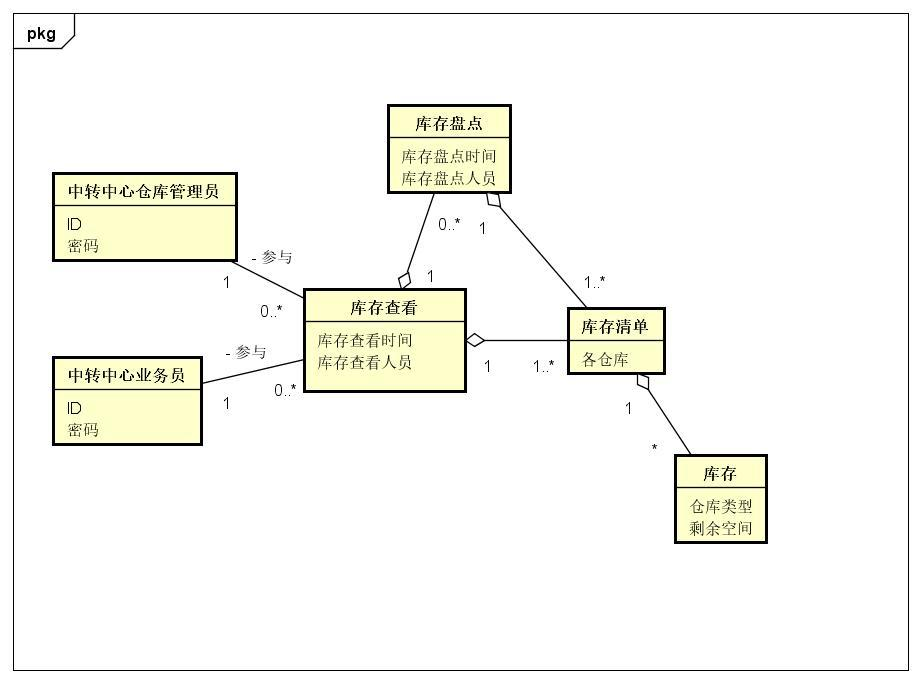 pkg
库存盘点
库存盘点时间
库存盘点人员
中转中心仓库管理员
ID
密码
- 参与
1
0..*
0..*
1
1
1..*
库存查看
库存查看时间
库存查看人员
库存清单
各仓库
1
1..*
中转中心业务员
ID
密码
- 参与
1
0..*
1
*
库存
仓库类型
剩余空间